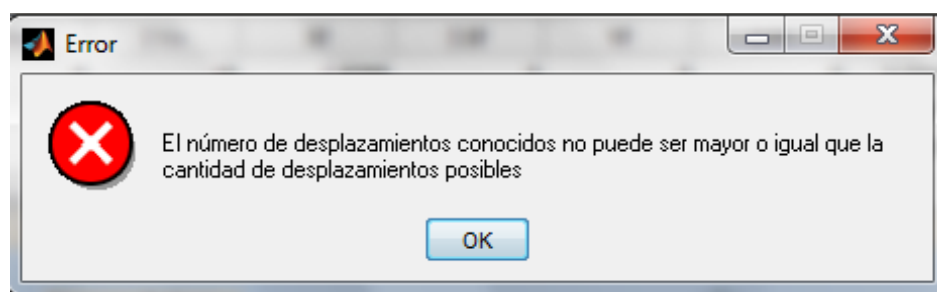 Error
El número de desplazamientos conocidos no puede ser mayor o igual que la
cantidad de desplazamientos posibles
OK